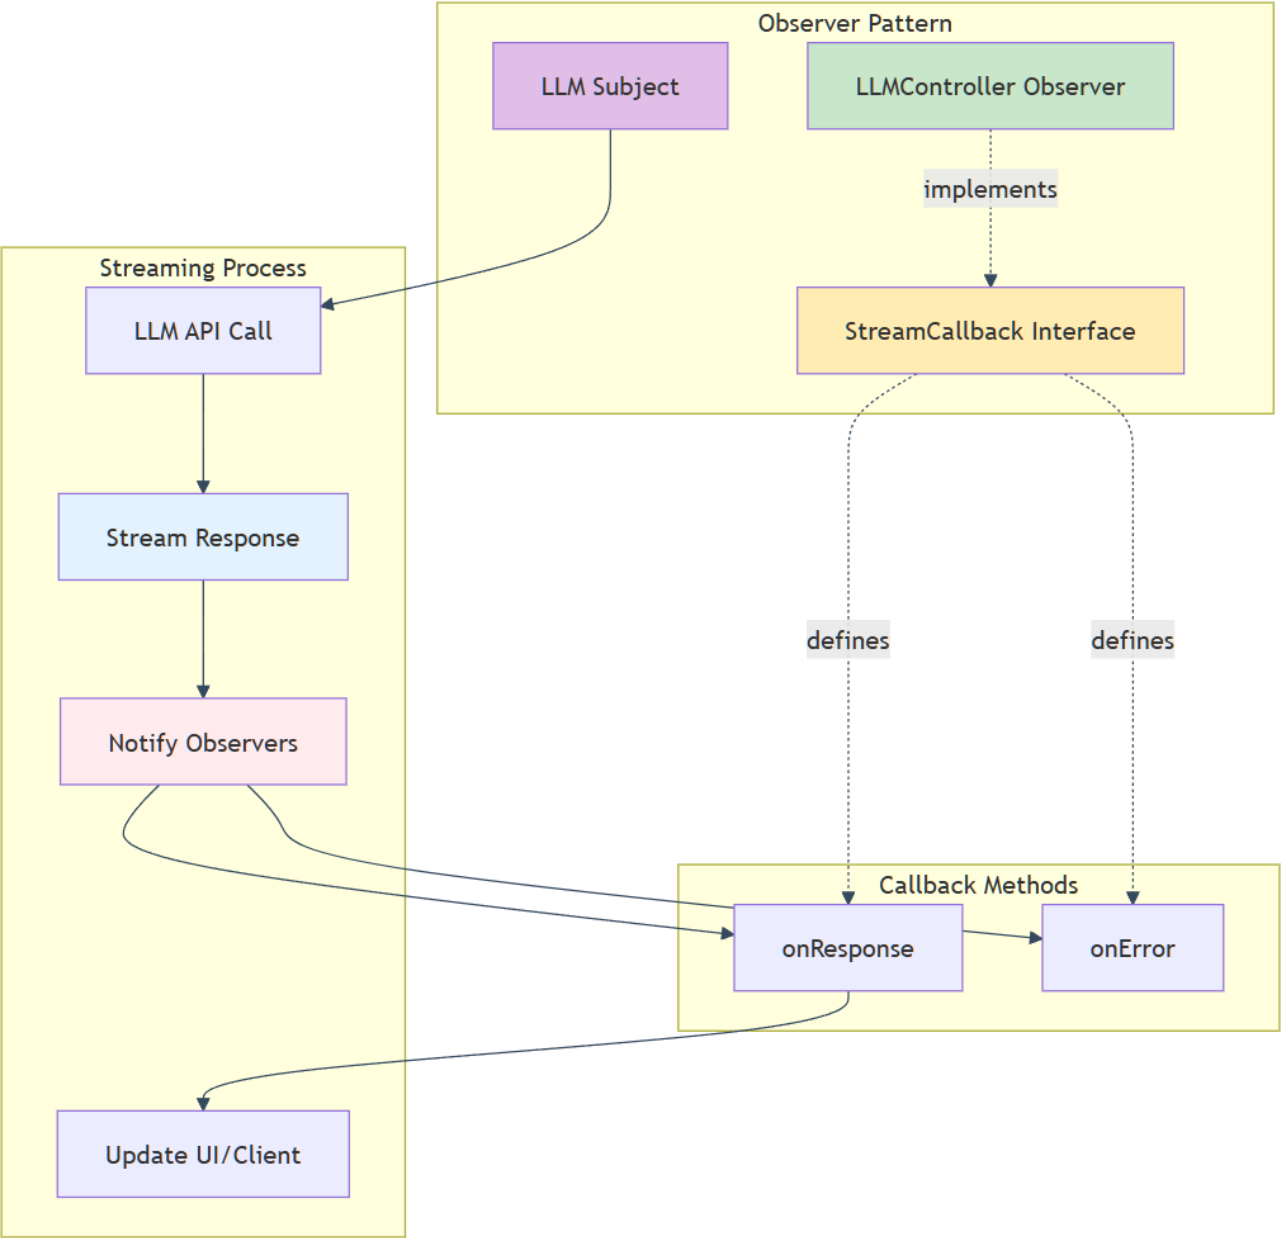 Observer Pattern
LLM Subject
LLMController Observer
implements
Streaming Process
LLM API Call
StreamCallback Interface
Stream Response
defines
defines
Notify Observers
Callback Methods
onResponse
onError
Update UI/Client